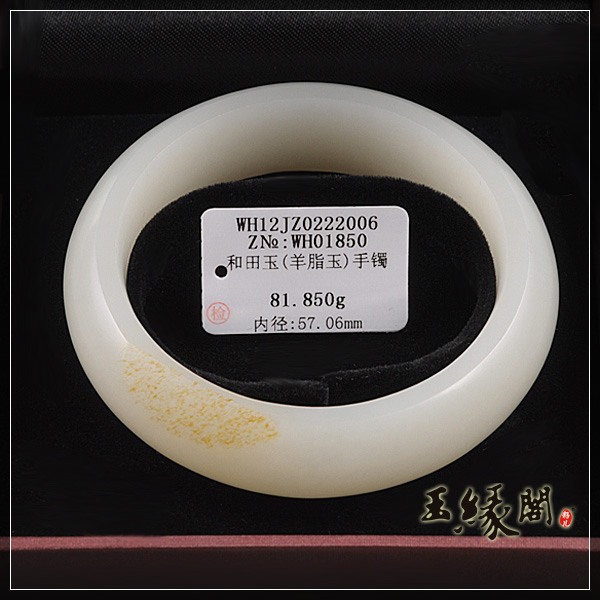 WH12JZ0222006
Z№:WH01850
和田玉(羊脂玉)手镯
81.850g
检
内径:57.06mm
玉缘阁